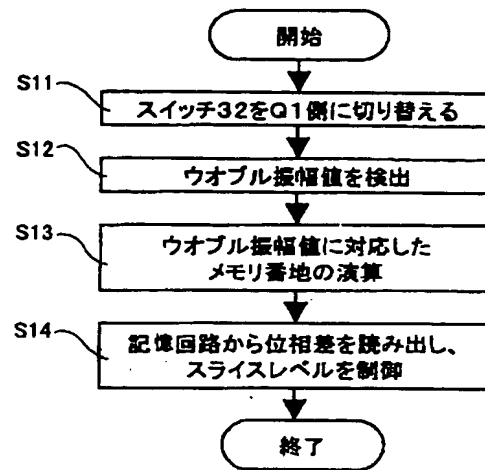 開始
S11
スイッチ32をQ1側に切り替える
S12
ウオブル振幅値を検出
S13
ウオブル振幅値に対応した
メモリ番地の演算
S14
記憶回路から位相差を読み出し、
スライスレベルを制御
終了